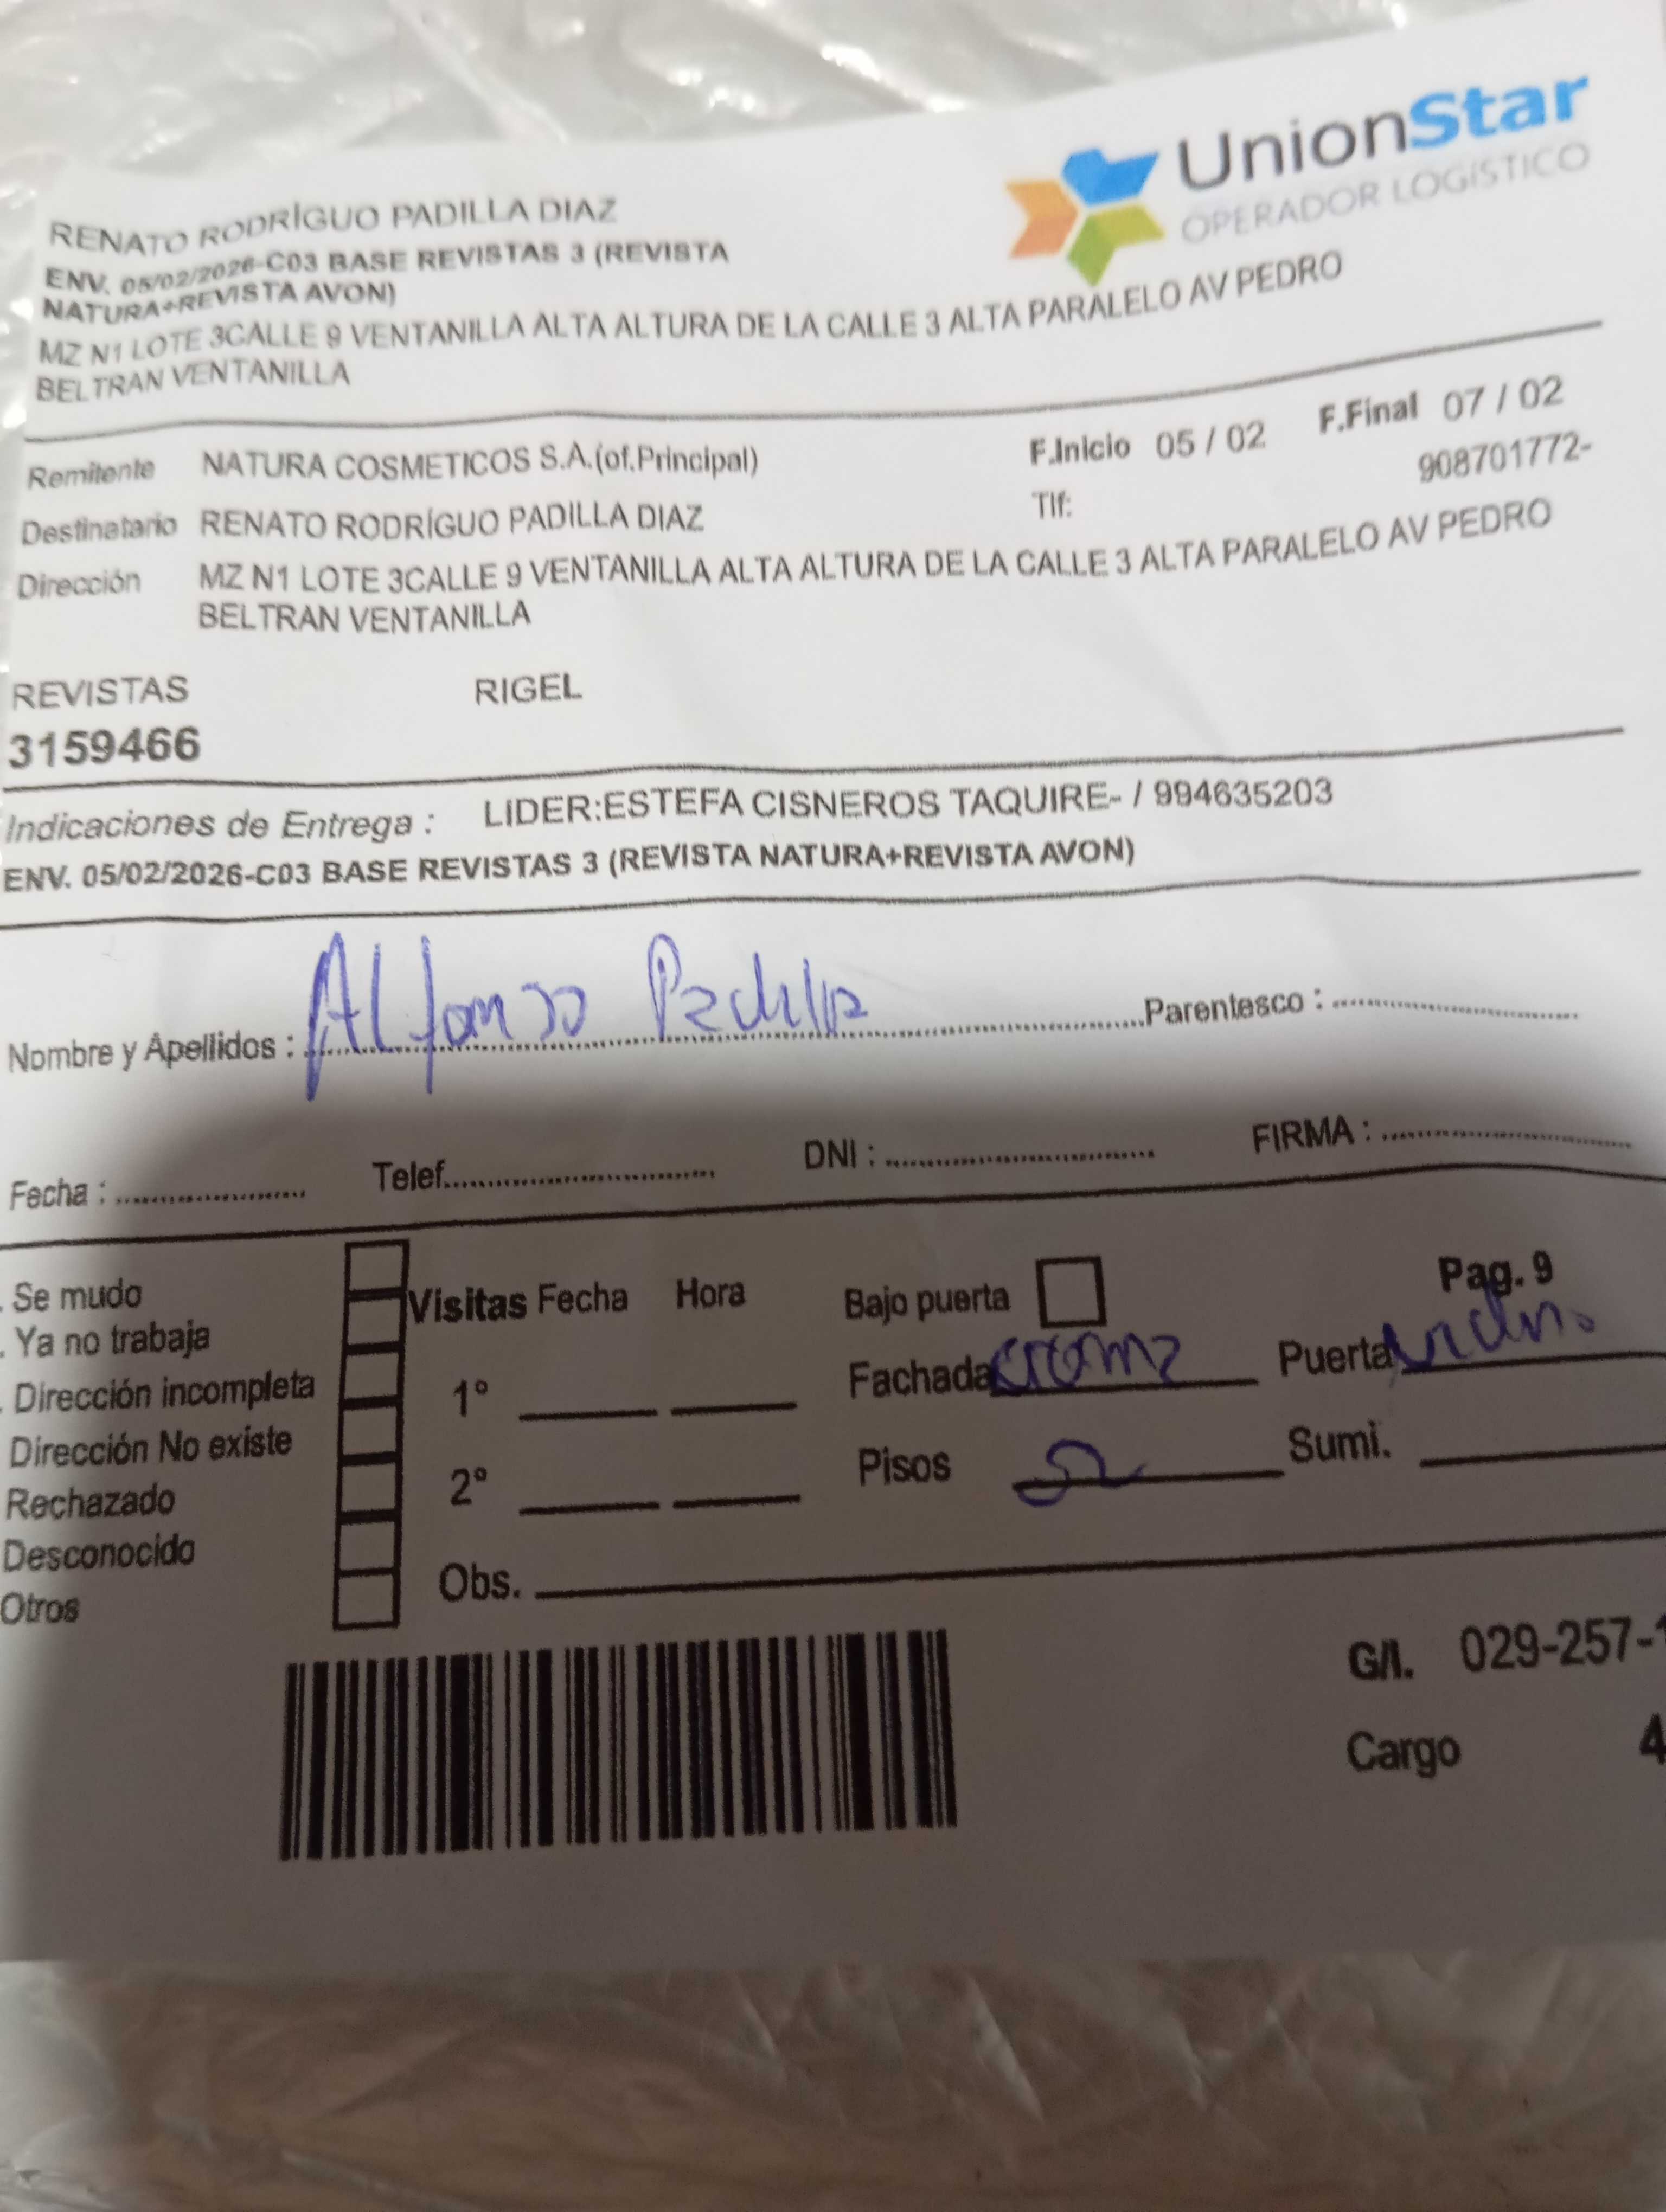 UnionStar
OPERADOR LOGÍSTICO
RENATO RODRÍGUO PADILLA DIAZ
ENV. 05/02/2026-C03 BASE REVISTAS 3 (REVISTA
NATURA+REVISTA AVON)
MZ N1 LOTE 3CALLE 9 VENTANILLA ALTA ALTURA DE LA CALLE 3 ALTA PARALELO AV PEDRO
BELTRAN VENTANILLA
Remitente NATURA COSMETICOS S.A.(of.Principal) F.Inicio 05 / 02 F.Final 07 / 02
Destinatario RENATO RODRÍGUO PADILLA DIAZ Tlf: 908701772-
Dirección MZ N1 LOTE 3CALLE 9 VENTANILLA ALTA ALTURA DE LA CALLE 3 ALTA PARALELO AV PEDRO
BELTRAN VENTANILLA
REVISTAS RIGEL
3159466
Indicaciones de Entrega : LIDER:ESTEFA CISNEROS TAQUIRE- / 994635203
ENV. 05/02/2026-C03 BASE REVISTAS 3 (REVISTA NATURA+REVISTA AVON)
Nombre y Apellidos : Alfonso Padilla Parentesco :
Fecha : Telef. DNI : FIRMA :
Pag. 9
. Se mudo
. Ya no trabaja
. Dirección incompleta
Dirección No existe
Rechazado
Desconocido
Otros
Visitas Fecha Hora
1°
2°
Bajo puerta
Fachada Puerta
Pisos 2 Sumi.
Obs.
G/I. 029-257-1
Cargo 4